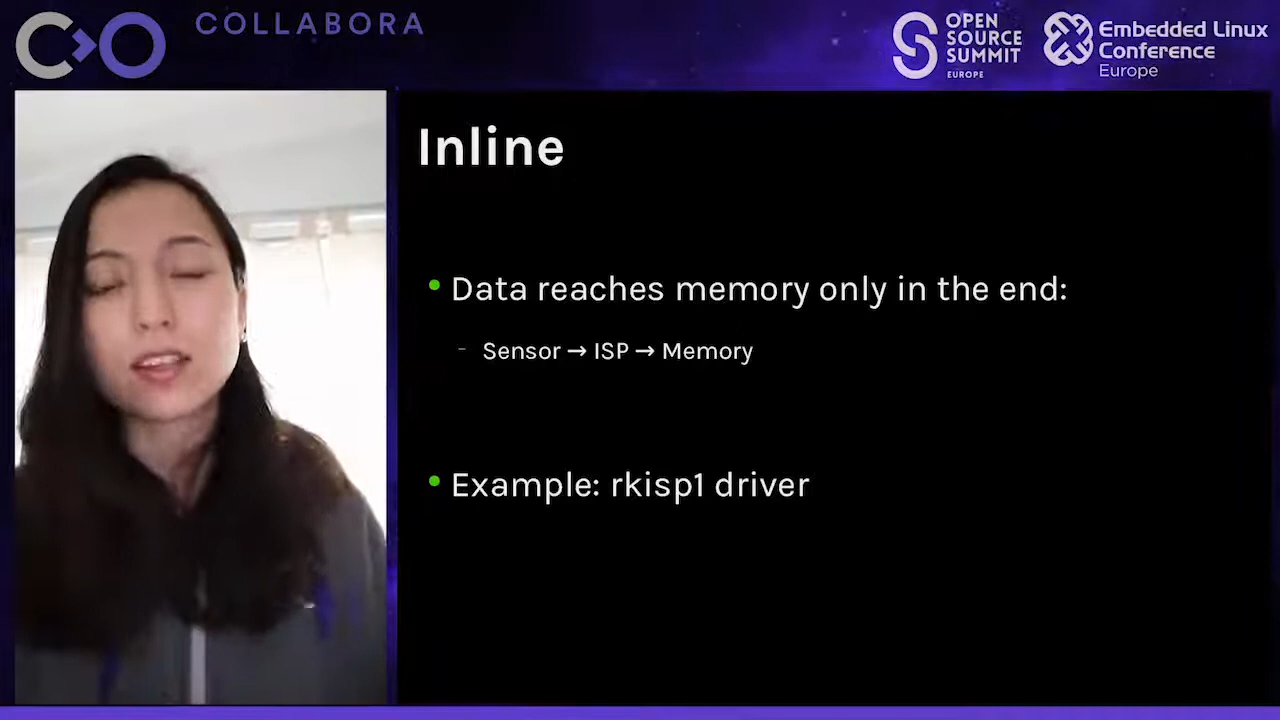 COLLABORA
OPEN
SOURCE
SUMMIT
EUROPE
Embedded Linux
Conference
Europe
Inline
• Data reaches memory only in the end:
– Sensor → ISP → Memory
• Example: rkisp1 driver